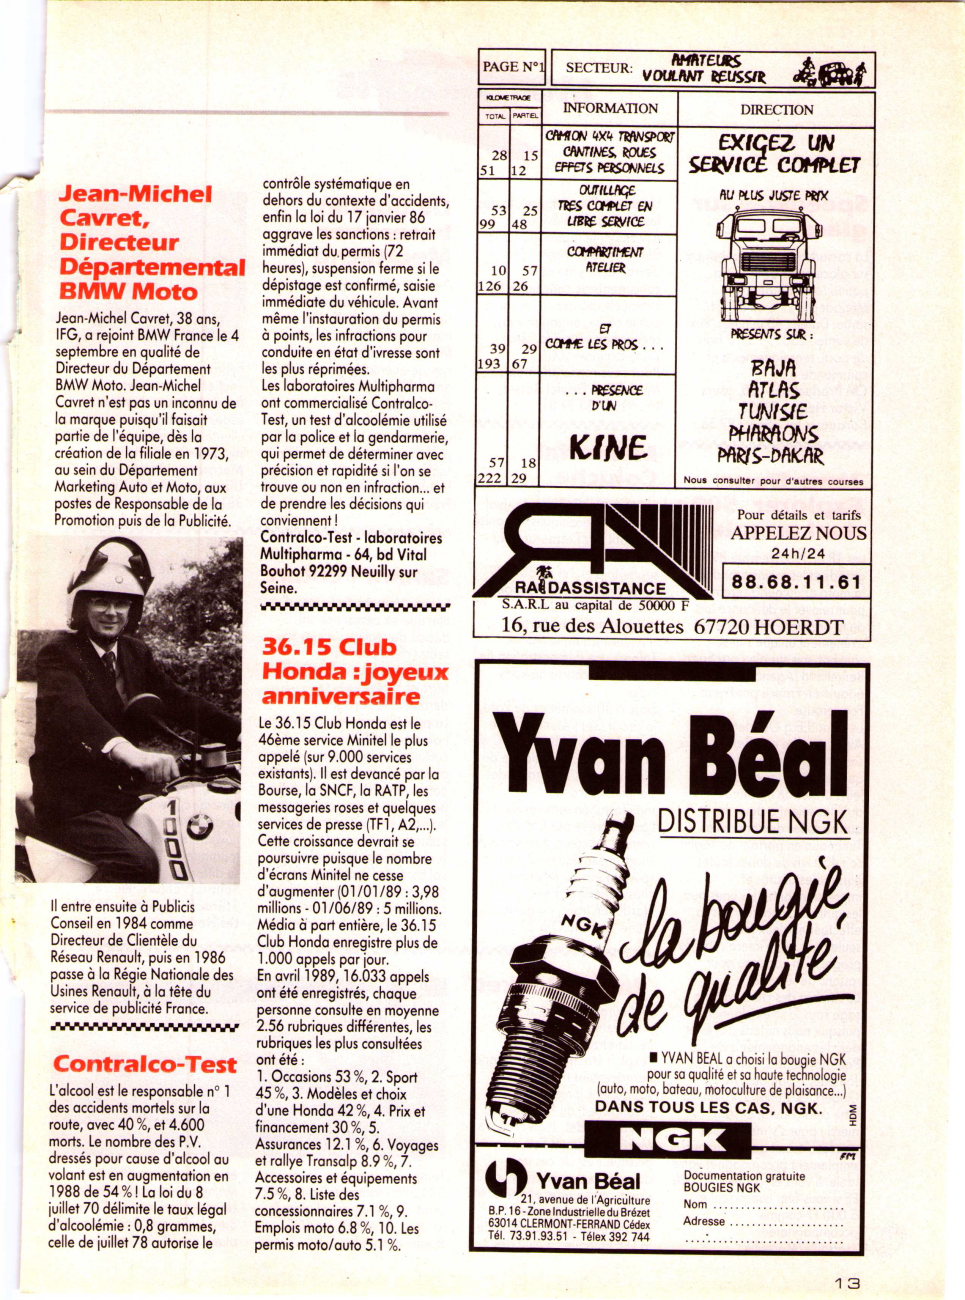 Jean-Michel
Cavret,
Directeur
Départemental
BMW Moto
Jean-Michel Cavret, 38 ans,
IFG, a rejoint BMW France le 4
septembre en qualité de
Directeur du Département
BMW Moto. Jean-Michel
Cavret n'est pas un inconnu de
la marque puisqu'il faisait
partie de l'équipe, dès la
création de la filiale en 1973,
au sein du Département
Marketing Auto et Moto, aux
postes de Responsable de la
Promotion puis de la Publicité.
1000
Il entre ensuite à Publicis
Conseil en 1984 comme
Directeur de Clientèle du
Réseau Renault, puis en 1986
passe à la Régie Nationale des
Usines Renault, à la tête du
service de publicité France.
Contralco-Test
L'alcool est le responsable n° 1
des accidents mortels sur la
route, avec 40 %, et 4.600
morts. Le nombre des P.V.
dressés pour cause d'alcool au
volant est en augmentation en
1988 de 54 % ! La loi du 8
juillet 70 délimite le taux légal
d'alcoolémie : 0,8 grammes,
celle de juillet 78 autorise le
contrôle systématique en
dehors du contexte d'accidents,
enfin la loi du 17 janvier 86
aggrave les sanctions : retrait
immédiat du permis (72
heures), suspension ferme si le
dépistage est confirmé, saisie
immédiate du véhicule. Avant
même l'instauration du permis
à points, les infractions pour
conduite en état d'ivresse sont
les plus réprimées.
Les laboratoires Multipharma
ont commercialisé Contralco-
Test, un test d'alcoolémie utilisé
par la police et la gendarmerie,
qui permet de déterminer avec
précision et rapidité si l'on se
trouve ou non en infraction... et
de prendre les décisions qui
conviennent !
Contralco-Test - laboratoires
Multipharma - 64, bd Vital
Bouhot 92299 Neuilly sur
Seine.
36.15 Club
Honda : joyeux
anniversaire
Le 36.15 Club Honda est le
46ème service Minitel le plus
appelé (sur 9.000 services
existants). Il est devancé par la
Bourse, la SNCF, la RATP, les
messageries roses et quelques
services de presse (TF1, A2,...).
Cette croissance devrait se
poursuivre puisque le nombre
d'écrans Minitel ne cesse
d'augmenter (01/01/89 : 3,98
millions - 01/06/89 : 5 millions.
Média à part entière, le 36.15
Club Honda enregistre plus de
1.000 appels par jour.
En avril 1989, 16.033 appels
ont été enregistrés, chaque
personne consulte en moyenne
2.56 rubriques différentes, les
rubriques les plus consultées
ont été :
1. Occasions 53 %, 2. Sport
45 %, 3. Modèles et choix
d'une Honda 42 %, 4. Prix et
financement 30 %, 5.
Assurances 12.1 %, 6. Voyages
et rallye Transalp 8.9 %, 7.
Accessoires et équipements
7.5 %, 8. Liste des
concessionnaires 7.1 %, 9.
Emplois moto 6.8 %, 10. Les
permis moto/auto 5.1 %.
PAGE N°1 SECTEUR: AMATEURS
VOULANT REUSSIR
KILOMETRAGE
TOTAL PARTIEL INFORMATION DIRECTION
28 15
51 12
CAMION 4X4 TRANSPORT
CANTINES, ROUES
EFFETS PERSONNELS
53 25
99 48
OUTILLAGE
TRES COMPLET EN
LIBRE SERVICE
10 57
126 26
COMPARTIMENT
ATELIER
39 29
193 67
ET
COMME LES PROS . . .
57 18
222 29
. . . PRESENCE
D'UN
KINE
EXIGEZ UN
SERVICE COMPLET
AU PLUS JUSTE PRIX
PRESENTS SUR :
BAJA
ATLAS
TUNISIE
PHARAONS
PARIS-DAKAR
Nous consulter pour d'autres courses
RA
RAIDASSISTANCE
S.A.R.L au capital de 50000 F
Pour détails et tarifs
APPELEZ NOUS
24h/24
88.68.11.61
16, rue des Alouettes 67720 HOERDT
Yvan Béal
DISTRIBUE NGK
NGK
la bougie
de qualité
■ YVAN BEAL a choisi la bougie NGK
pour sa qualité et sa haute technologie
(auto, moto, bateau, motoculture de plaisance...)
DANS TOUS LES CAS, NGK.
HDM
NGK
FM
Yvan Béal
21, avenue de l'Agriculture
B.P. 16 - Zone Industrielle du Brézet
63014 CLERMONT-FERRAND Cédex
Tél. 73.91.93.51 - Télex 392 744
Documentation gratuite
BOUGIES NGK
Nom ........................
Adresse .....................
............................
13